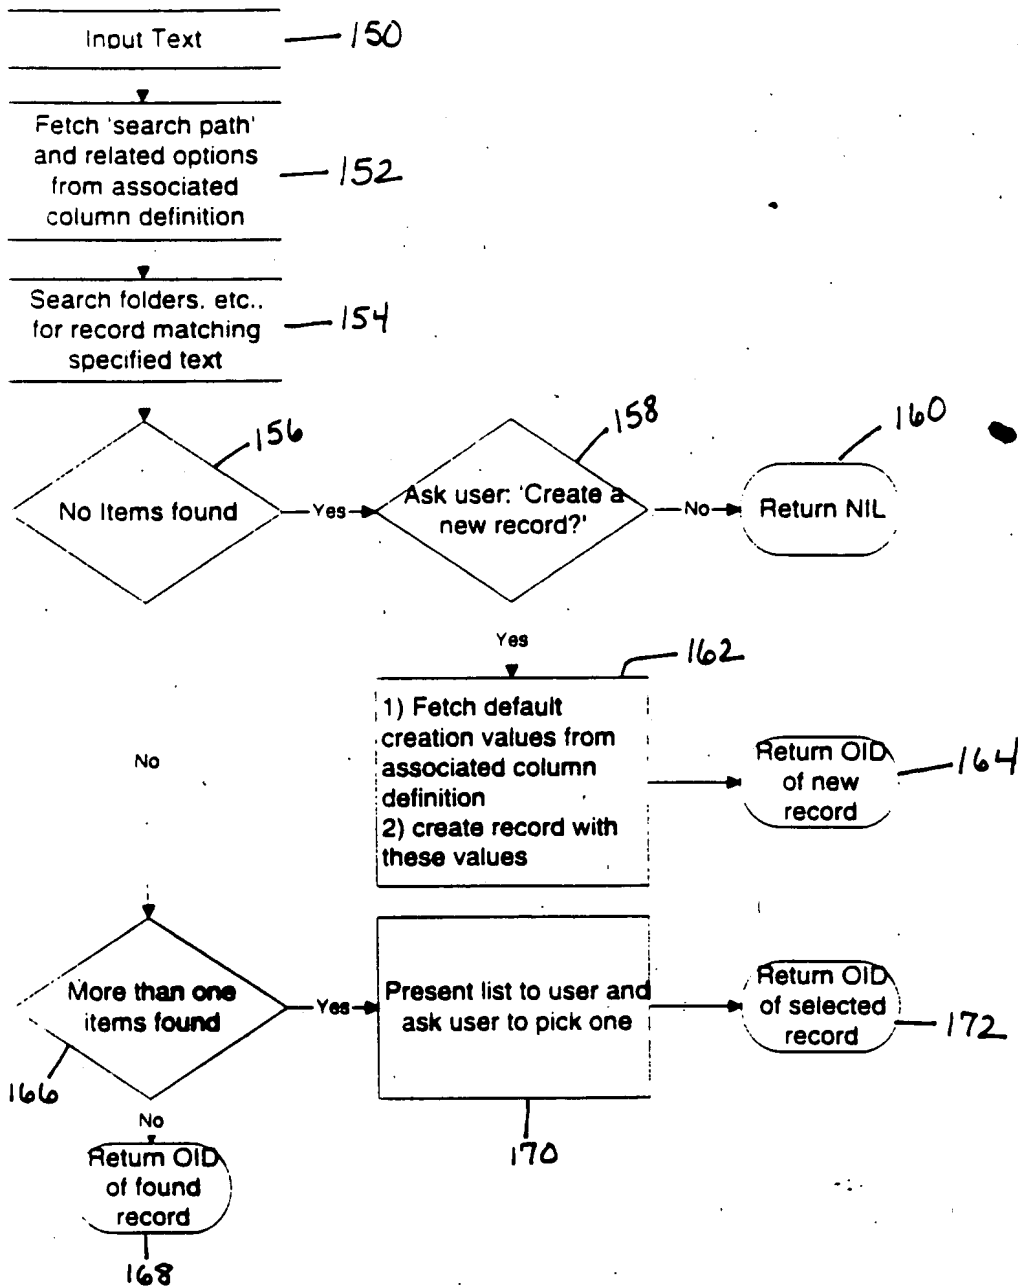 Input Text
150
Fetch 'search path'
and related options
from associated
column definition
152
Search folders, etc..
for record matching
specified text
154
156
158
160
No Items found
Yes
Ask user: 'Create a
new record?'
No
Return NIL
Yes
162
1) Fetch default
creation values from
associated column
definition
2) create record with
these values
Return OID
of new
record
164
No
More than one
items found
Yes
Present list to user and
ask user to pick one
Return OID
of selected
record
172
166
170
No
Return OID
of found
record
168